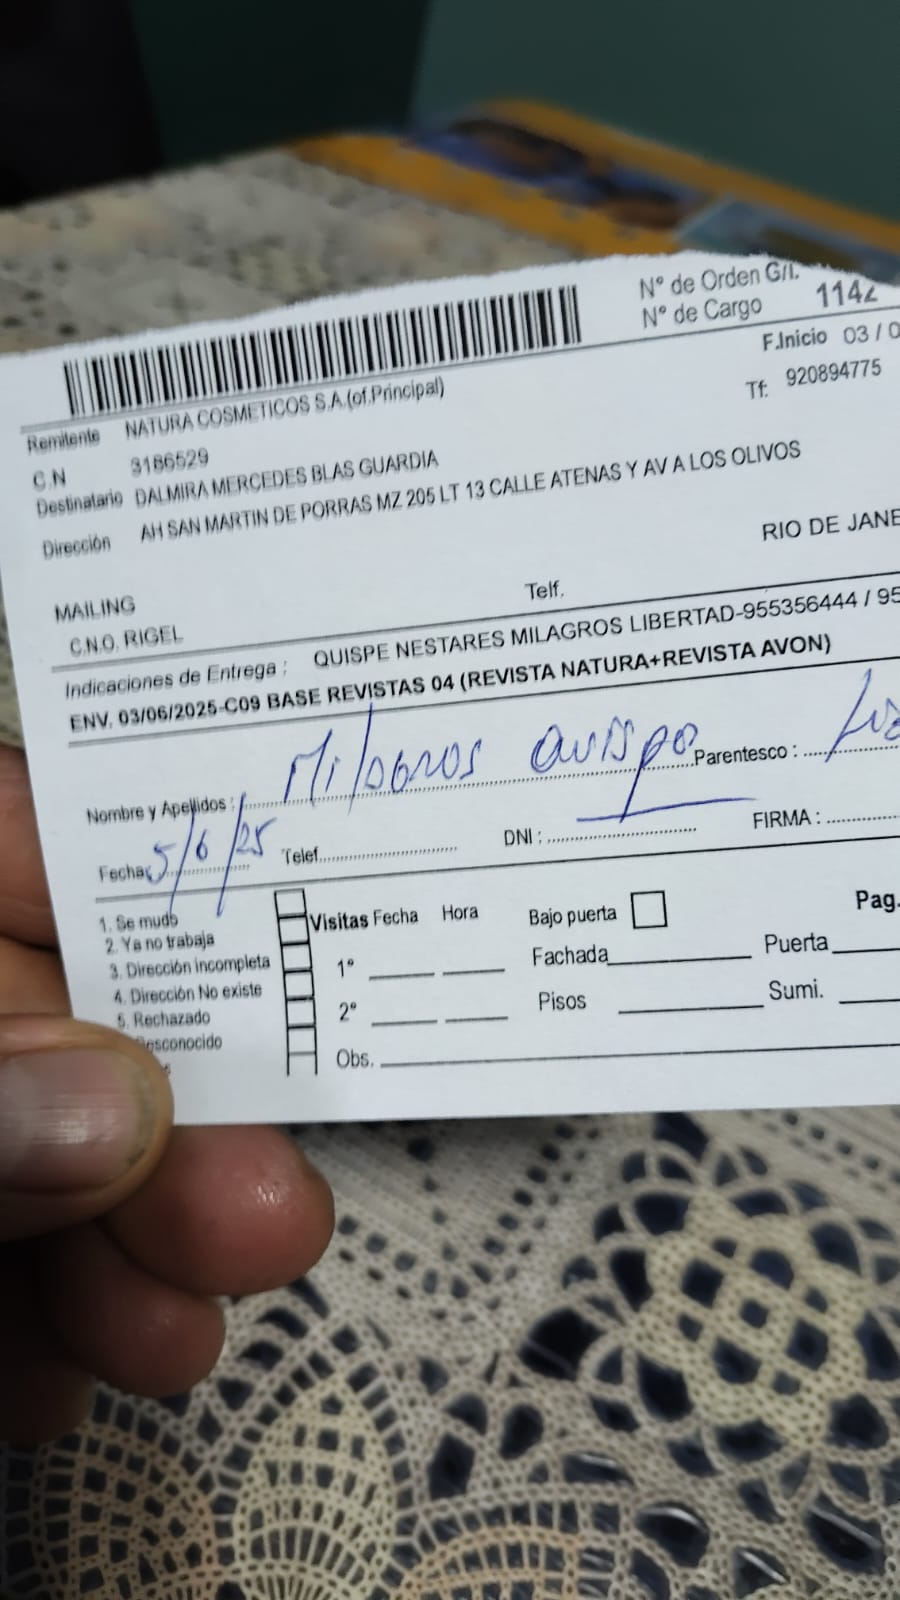 Nº de Orden G/I.
Nº de Cargo 1142
F.Inicio 03 / 0
Tf: 920894775
Remitente NATURA COSMETICOS S.A.(of.Principal)
C.N 3186529
Destinatario DALMIRA MERCEDES BLAS GUARDIA
Dirección AH SAN MARTIN DE PORRAS MZ 205 LT 13 CALLE ATENAS Y AV A LOS OLIVOS
RIO DE JANE
MAILING Telf.
C.N.O. RIGEL
Indicaciones de Entrega : QUISPE NESTARES MILAGROS LIBERTAD-955356444 / 95
ENV. 03/06/2025-C09 BASE REVISTAS 04 (REVISTA NATURA+REVISTA AVON)
Nombre y Apellidos : Milagros Quispe Parentesco :
Fecha: 5/6/25 Telef. DNI : FIRMA :
1. Se mudó
2. Ya no trabaja
3. Dirección incompleta
4. Dirección No existe
5. Rechazado
esconocido
Visitas Fecha Hora Bajo puerta Pag.
1º Fachada Puerta
2º Pisos Sumi.
Obs.